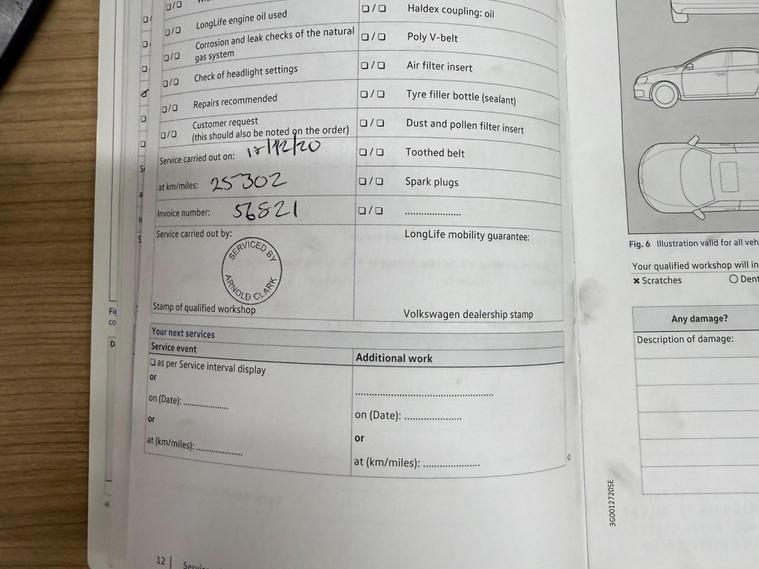 ❏/❏ LongLife engine oil used
❏/❏ Corrosion and leak checks of the natural
gas system
❏/❏ Check of headlight settings
❏/❏ Repairs recommended
❏/❏ Customer request
(this should also be noted on the order)
Service carried out on:
at km/miles: 25302
Invoice number: 56821
Service carried out by:
SERVICED BY
ARNOLD CLARK
Stamp of qualified workshop
❏/❏ Haldex coupling: oil
❏/❏ Poly V-belt
❏/❏ Air filter insert
❏/❏ Tyre filler bottle (sealant)
❏/❏ Dust and pollen filter insert
❏/❏ Toothed belt
❏/❏ Spark plugs
❏/❏ .....................
LongLife mobility guarantee:
Volkswagen dealership stamp
Your next services
Service event
❏ as per Service interval display
or
on (Date): ................
or
at (km/miles): ................
Additional work
................................................
on (Date): ....................
or
at (km/miles): ....................
12
Fig. 6 Illustration valid for all veh
Your qualified workshop will in
✖ Scratches
○ Dent
Any damage?
Description of damage:
3G0012720SE